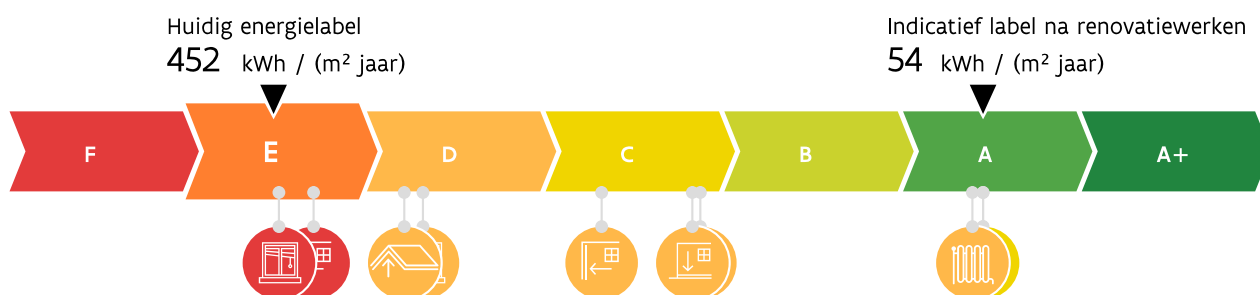 Huidig energielabel
452 kWh / (m² jaar)
Indicatief label na renovatiewerken
54 kWh / (m² jaar)
F E D C B A A+